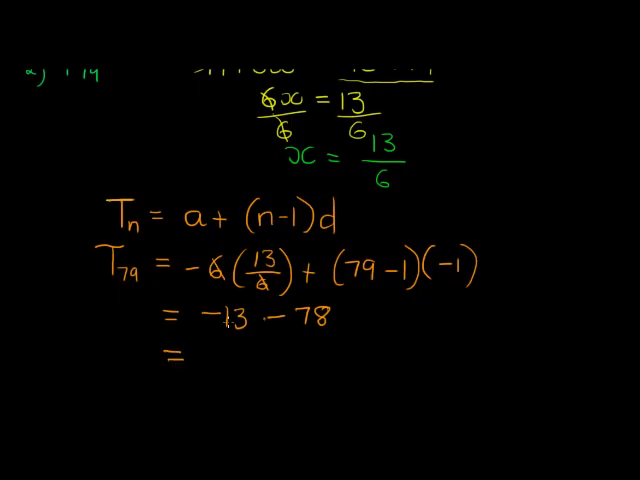 6x/6 = 13/6
x = 13/6
Tn = a + (n-1)d
T79 = -6(13/6) + (79-1)(-1)
= -13 - 78
=